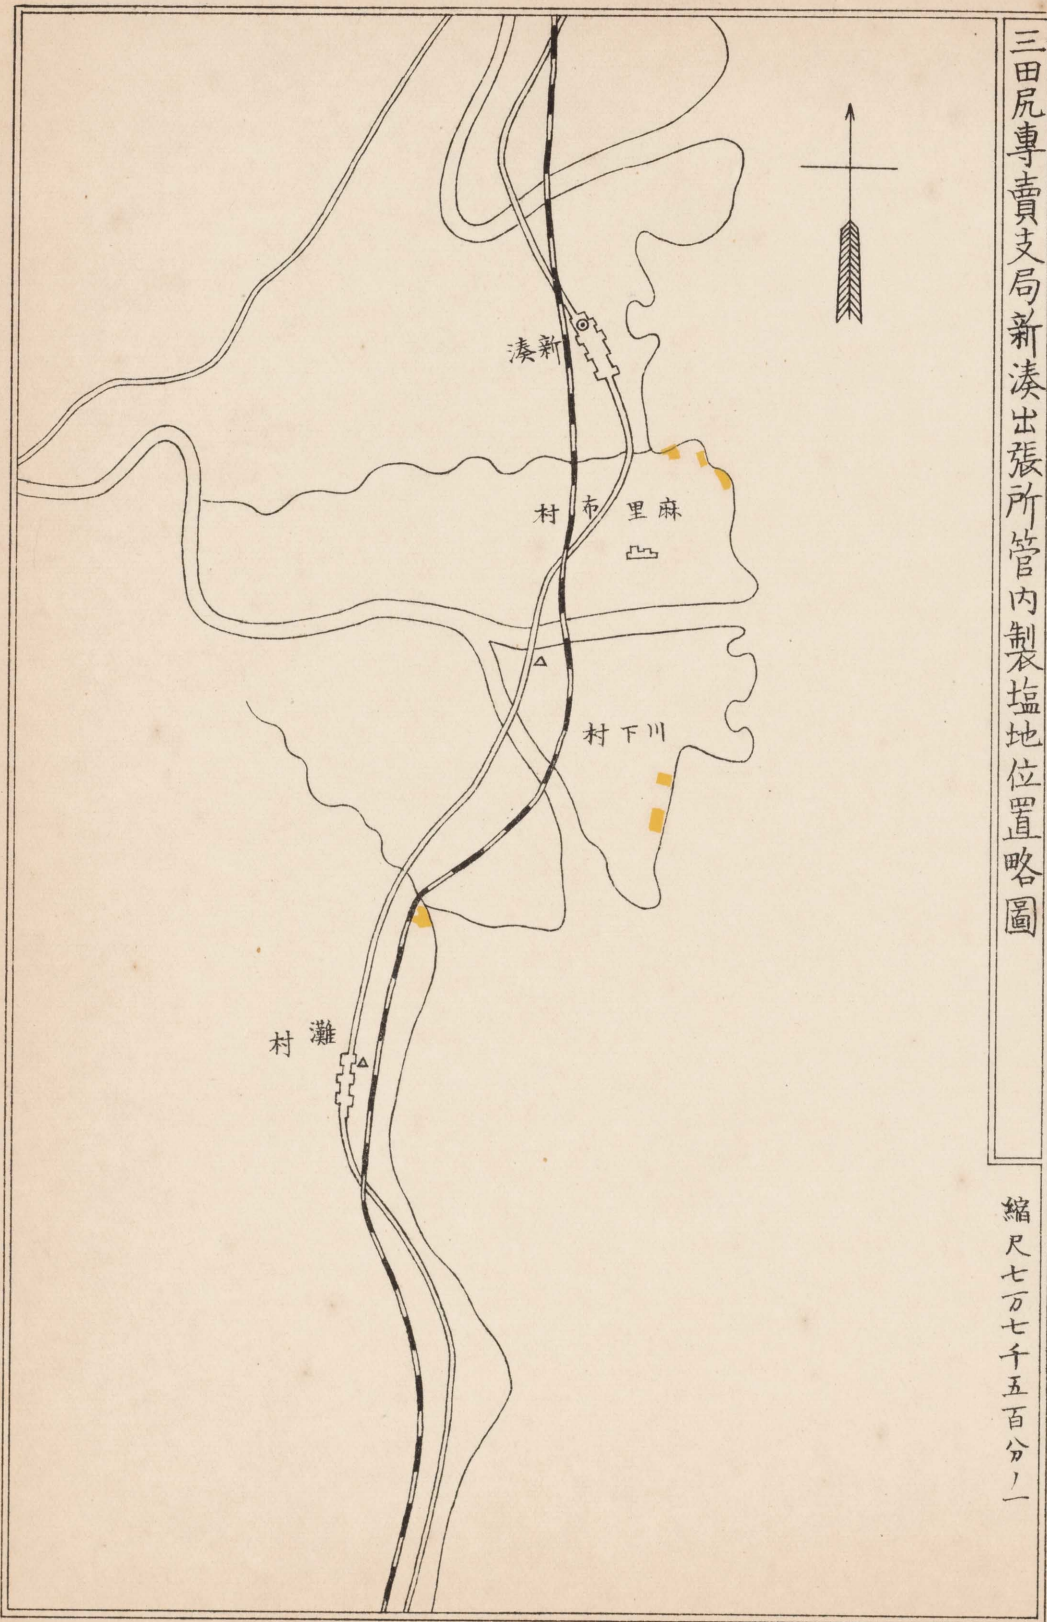 三田尻專賣支局新湊出張所管内製塩地位置略圖
縮尺七万七千五百分ノ一
新湊
麻里布村
川下村
灘村